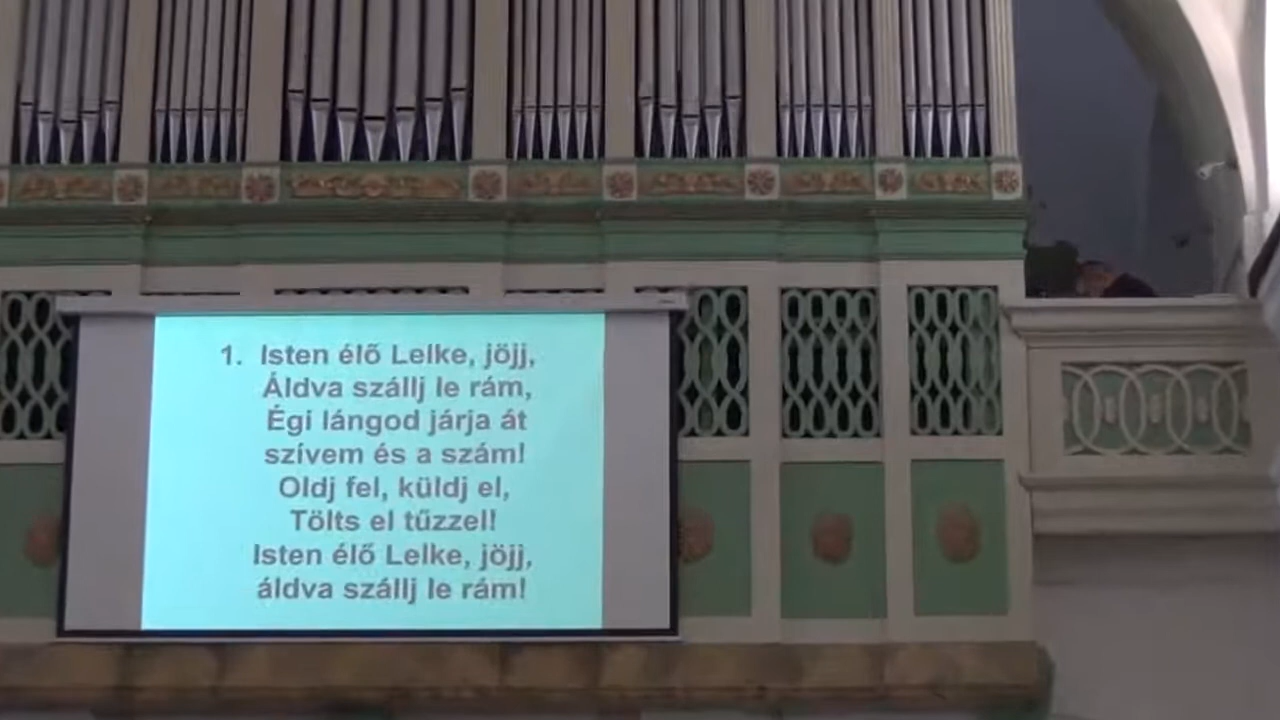 1. Isten élő Lelke, jöjj,
Áldva szállj le rám,
Égi lángod járja át
szívem és a szám!
Oldj fel, küldj el,
Tölts el tűzzel!
Isten élő Lelke, jöjj,
áldva szállj le rám!